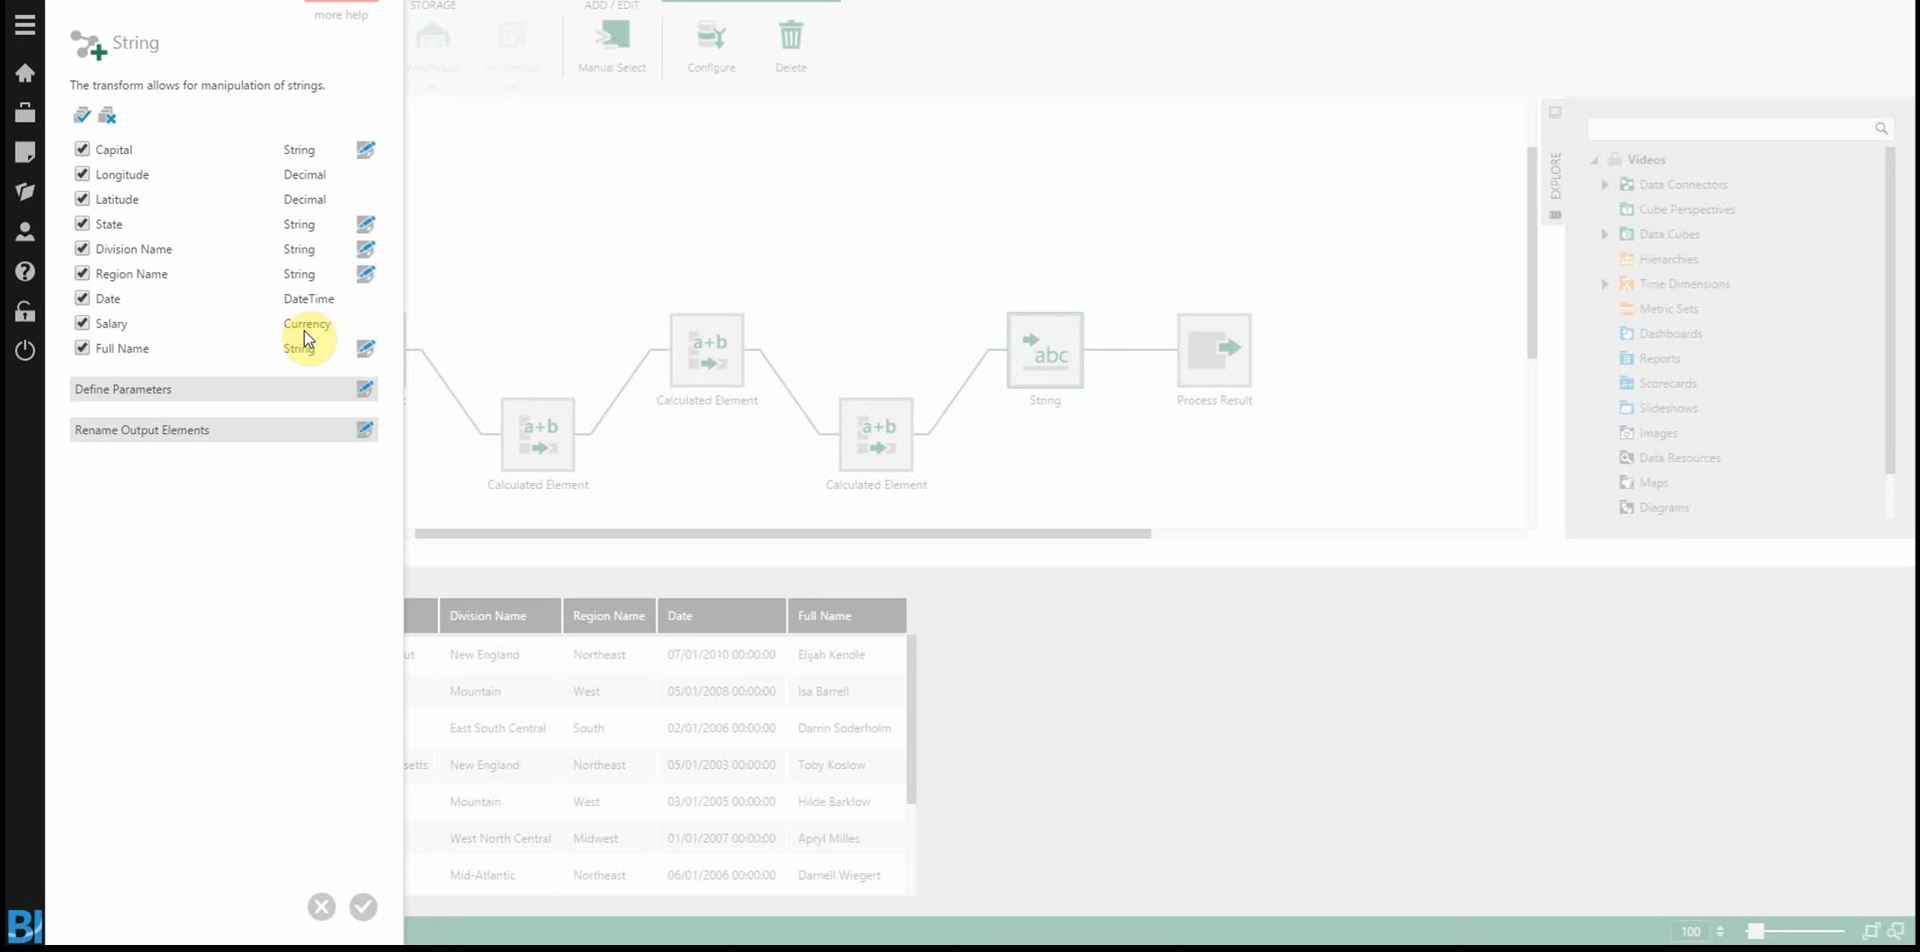 more help
String
The transform allows for manipulation of strings.
Capital String
Longitude Decimal
Latitude Decimal
State String
Division Name String
Region Name String
Date DateTime
Salary Currency
Full Name String
Define Parameters
Rename Output Elements
BI
STORAGE
ADD / EDIT
Warehouse
Manual Select
Configure
Delete
a+b
Calculated Element
a+b
Calculated Element
a+b
Calculated Element
abc
String
Process Result
EXPLORE
Videos
Data Connectors
Cube Perspectives
Data Cubes
Hierarchies
Time Dimensions
Metric Sets
Dashboards
Reports
Scorecards
Slideshows
Images
Data Resources
Maps
Diagrams
Division Name Region Name Date Full Name
ut New England Northeast 07/01/2010 00:00:00 Elijah Kendle
Mountain West 05/01/2008 00:00:00 Isa Barrell
East South Central South 02/01/2006 00:00:00 Darrin Soderholm
setts New England Northeast 05/01/2003 00:00:00 Toby Koslow
Mountain West 03/01/2005 00:00:00 Hilde Barklow
West North Central Midwest 01/01/2007 00:00:00 Apryl Milles
Mid-Atlantic Northeast 06/01/2006 00:00:00 Darnell Wiegert
100